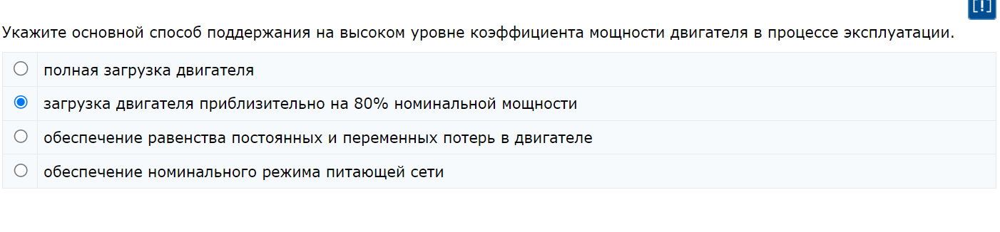 [!]
Укажите основной способ поддержания на высоком уровне коэффициента мощности двигателя в процессе эксплуатации.
полная загрузка двигателя
загрузка двигателя приблизительно на 80% номинальной мощности
обеспечение равенства постоянных и переменных потерь в двигателе
обеспечение номинального режима питающей сети